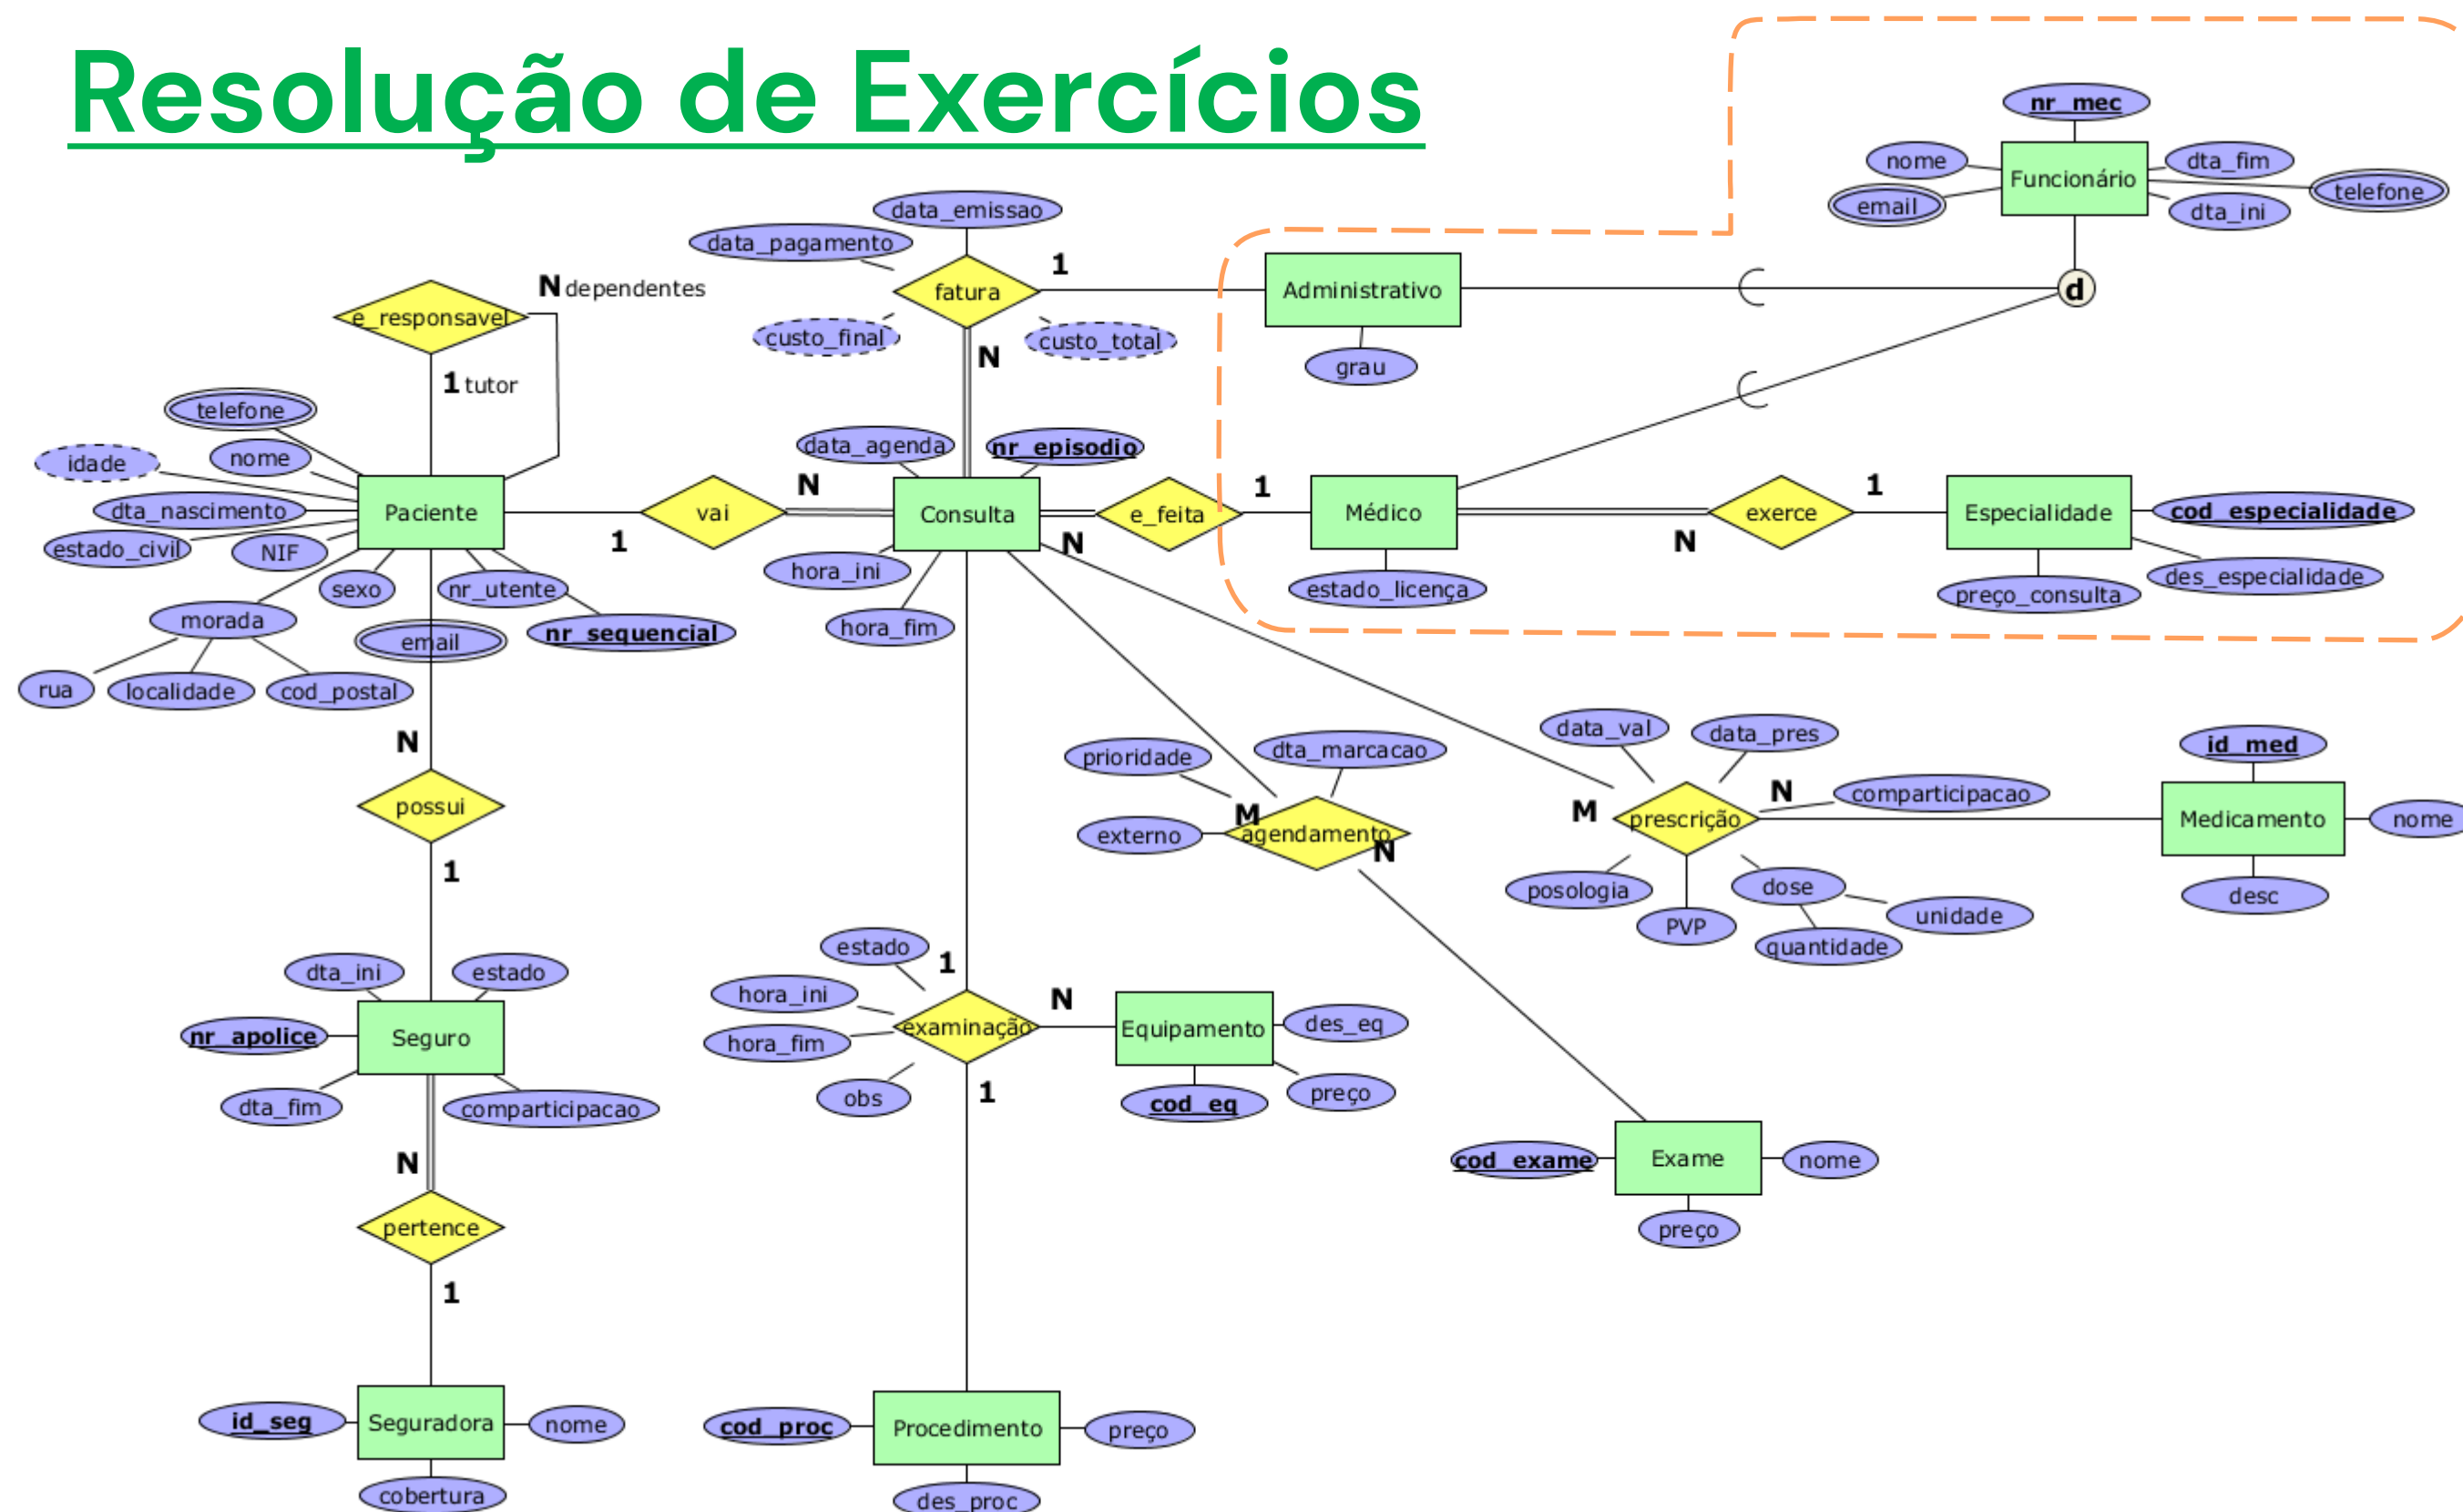 Resolução de Exercícios
nr_mec
nome
Funcionário
dta_fim
email
telefone
dta_ini
d
data_emissao
data_pagamento
fatura
1
Administrativo
custo_final
custo_total
N
grau
N dependentes
e_responsavel
1 tutor
telefone
idade
nome
dta_nascimento
Paciente
estado_civil
NIF
sexo
nr_utente
morada
email
nr_sequencial
rua
localidade
cod_postal
1
vai
N
data_agenda
nr_episodio
Consulta
hora_ini
hora_fim
N
e_feita
1
Médico
estado_licença
N
exerce
1
Especialidade
cod_especialidade
des_especialidade
preço_consulta
N
possui
1
dta_ini
estado
nr_apolice
Seguro
dta_fim
comparticipacao
N
pertence
1
id_seg
Seguradora
nome
cobertura
prioridade
dta_marcacao
M
externo
agendamento
N
data_val
data_pres
M
prescrição
N
comparticipacao
posologia
PVP
dose
quantidade
unidade
id_med
Medicamento
nome
desc
estado
1
hora_ini
examinação
N
Equipamento
des_eq
hora_fim
obs
1
cod_eq
preço
cod_exame
Exame
nome
preço
cod_proc
Procedimento
preço
des_proc